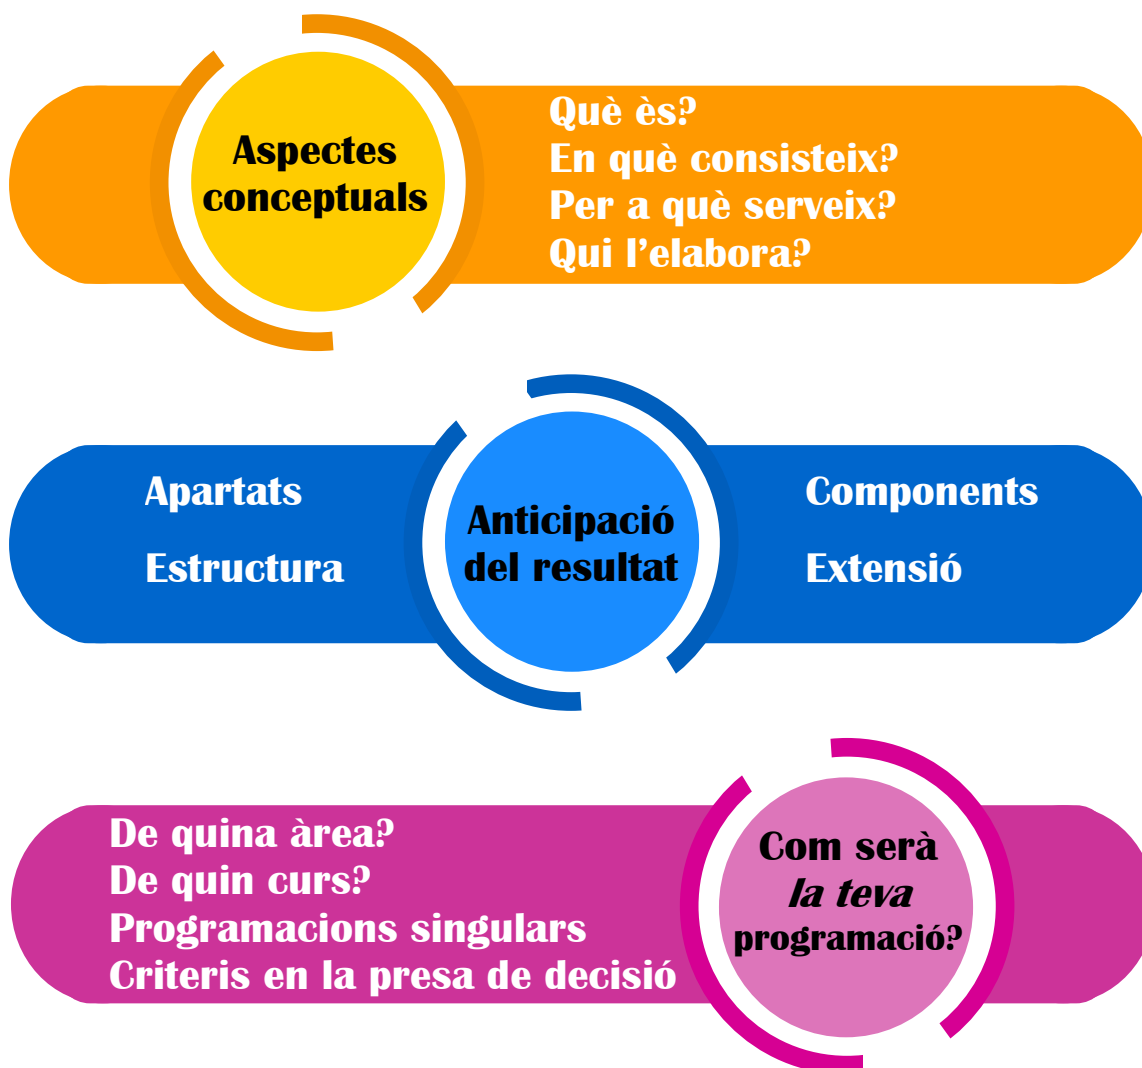 Aspectes
conceptuals
Què ès?
En què consisteix?
Per a què serveix?
Qui l’elabora?
Apartats
Estructura
Anticipació
del resultat
Components
Extensió
De quina àrea?
De quin curs?
Programacions singulars
Criteris en la presa de decisió
Com serà
la teva
programació?